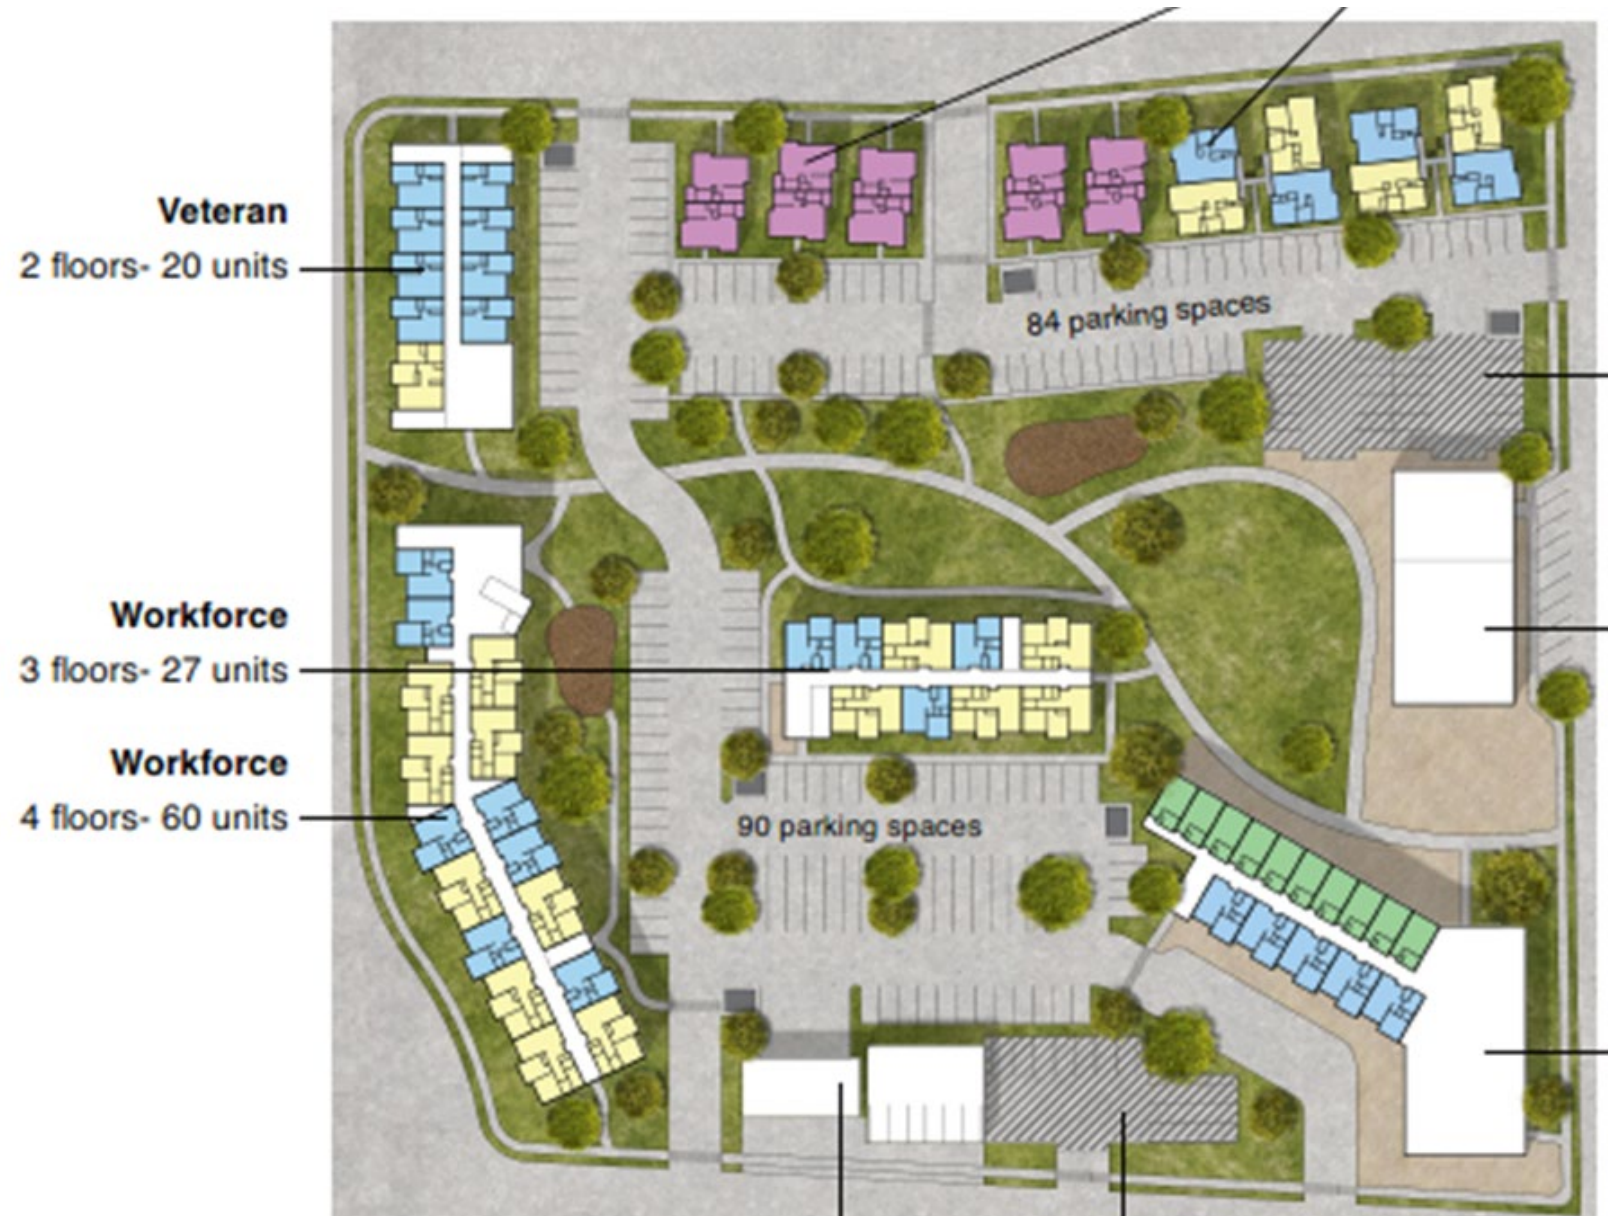 Veteran
2 floors- 20 units
84 parking spaces
Workforce
3 floors- 27 units
Workforce
4 floors- 60 units
90 parking spaces